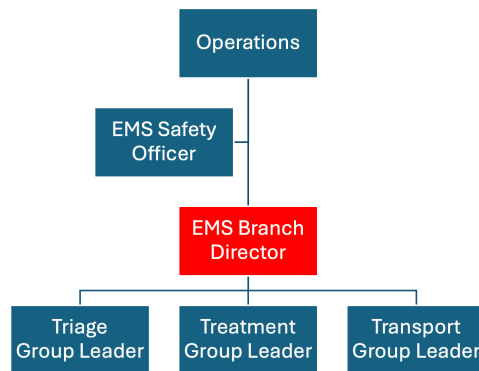 Operations
EMS Safety
Officer
EMS Branch
Director
Triage
Group Leader
Treatment
Group Leader
Transport
Group Leader